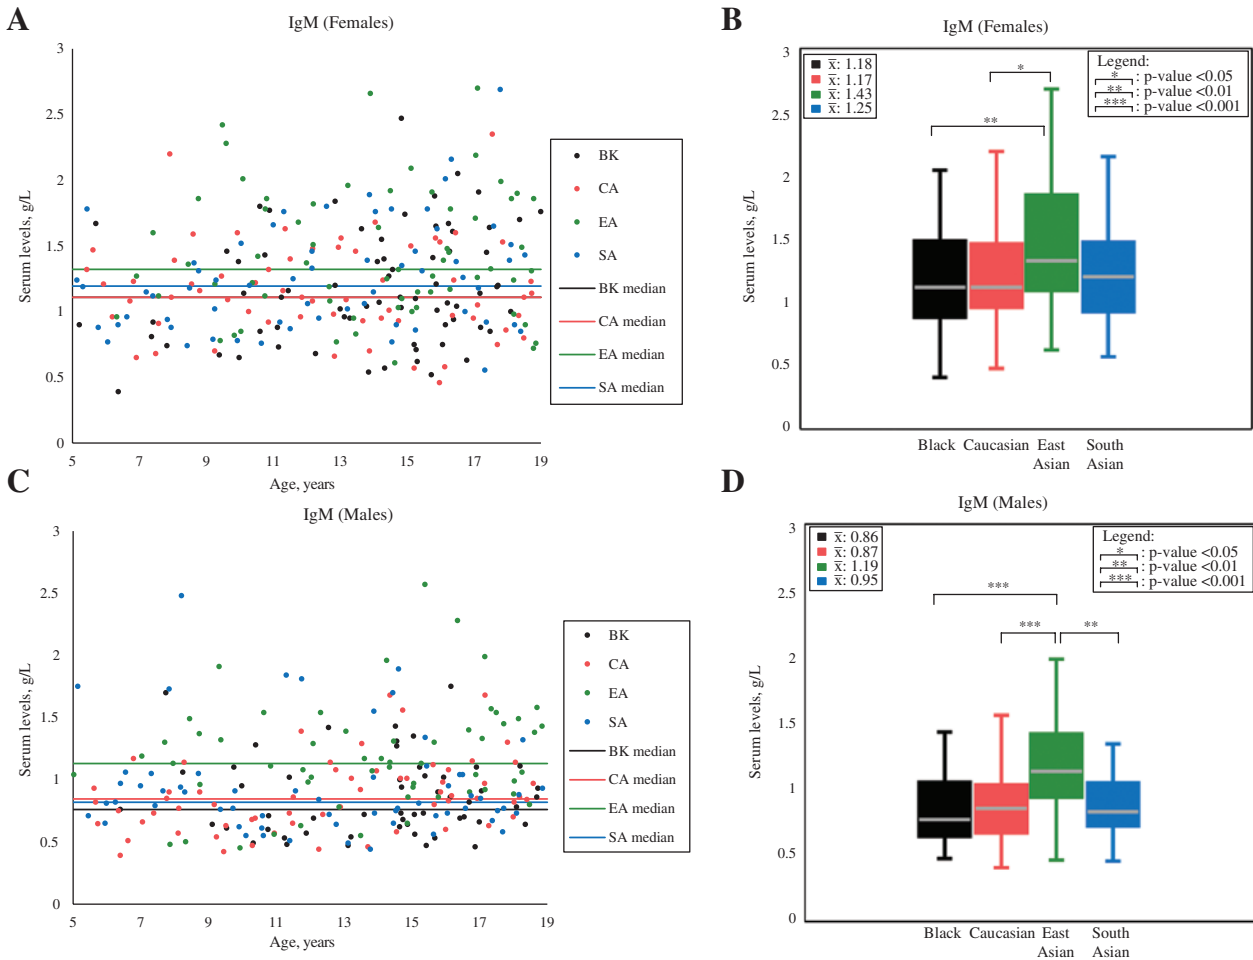 A
IgM (Females)
3
2.5
2
1.5
1
0.5
0
Serum levels, g/L
5 7 9 11 13 15 17 19
Age, years
BK
CA
EA
SA
BK median
CA median
EA median
SA median
B
IgM (Females)
x̄: 1.18
x̄: 1.17
x̄: 1.43
x̄: 1.25
Legend:
* : p-value <0.05
** : p-value <0.01
*** : p-value <0.001
*
**
3
2.5
2
1.5
1
0.5
0
Serum levels, g/L
Black Caucasian East South
Asian Asian
C
IgM (Males)
3
2.5
2
1.5
1
0.5
0
Serum levels, g/L
5 7 9 11 13 15 17 19
Age, years
BK
CA
EA
SA
BK median
CA median
EA median
SA median
D
IgM (Males)
x̄: 0.86
x̄: 0.87
x̄: 1.19
x̄: 0.95
Legend:
* : p-value <0.05
** : p-value <0.01
*** : p-value <0.001
***
*** **
3
2.5
2
1.5
1
0.5
0
Serum levels, g/L
Black Caucasian East South
Asian Asian